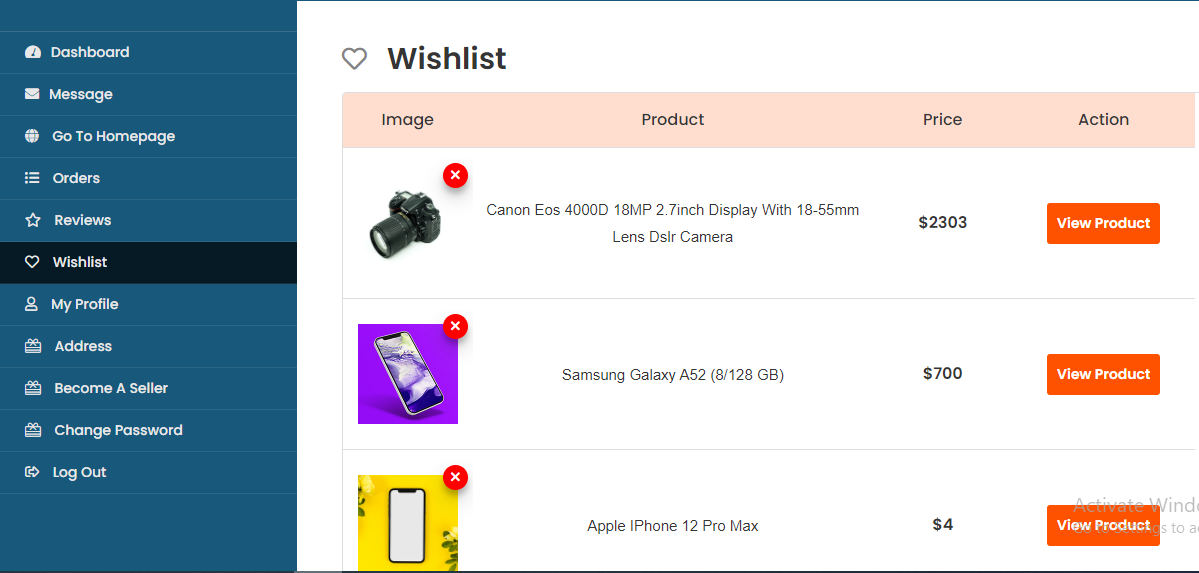 Dashboard
Message
Go To Homepage
Orders
Reviews
Wishlist
My Profile
Address
Become A Seller
Change Password
Log Out
Wishlist
Image Product Price Action
Canon Eos 4000D 18MP 2.7inch Display With 18-55mm
Lens Dslr Camera
$2303
View Product
Samsung Galaxy A52 (8/128 GB)
$700
View Product
Apple IPhone 12 Pro Max
$4
View Product
Activate Windo
Go to Settings to ac